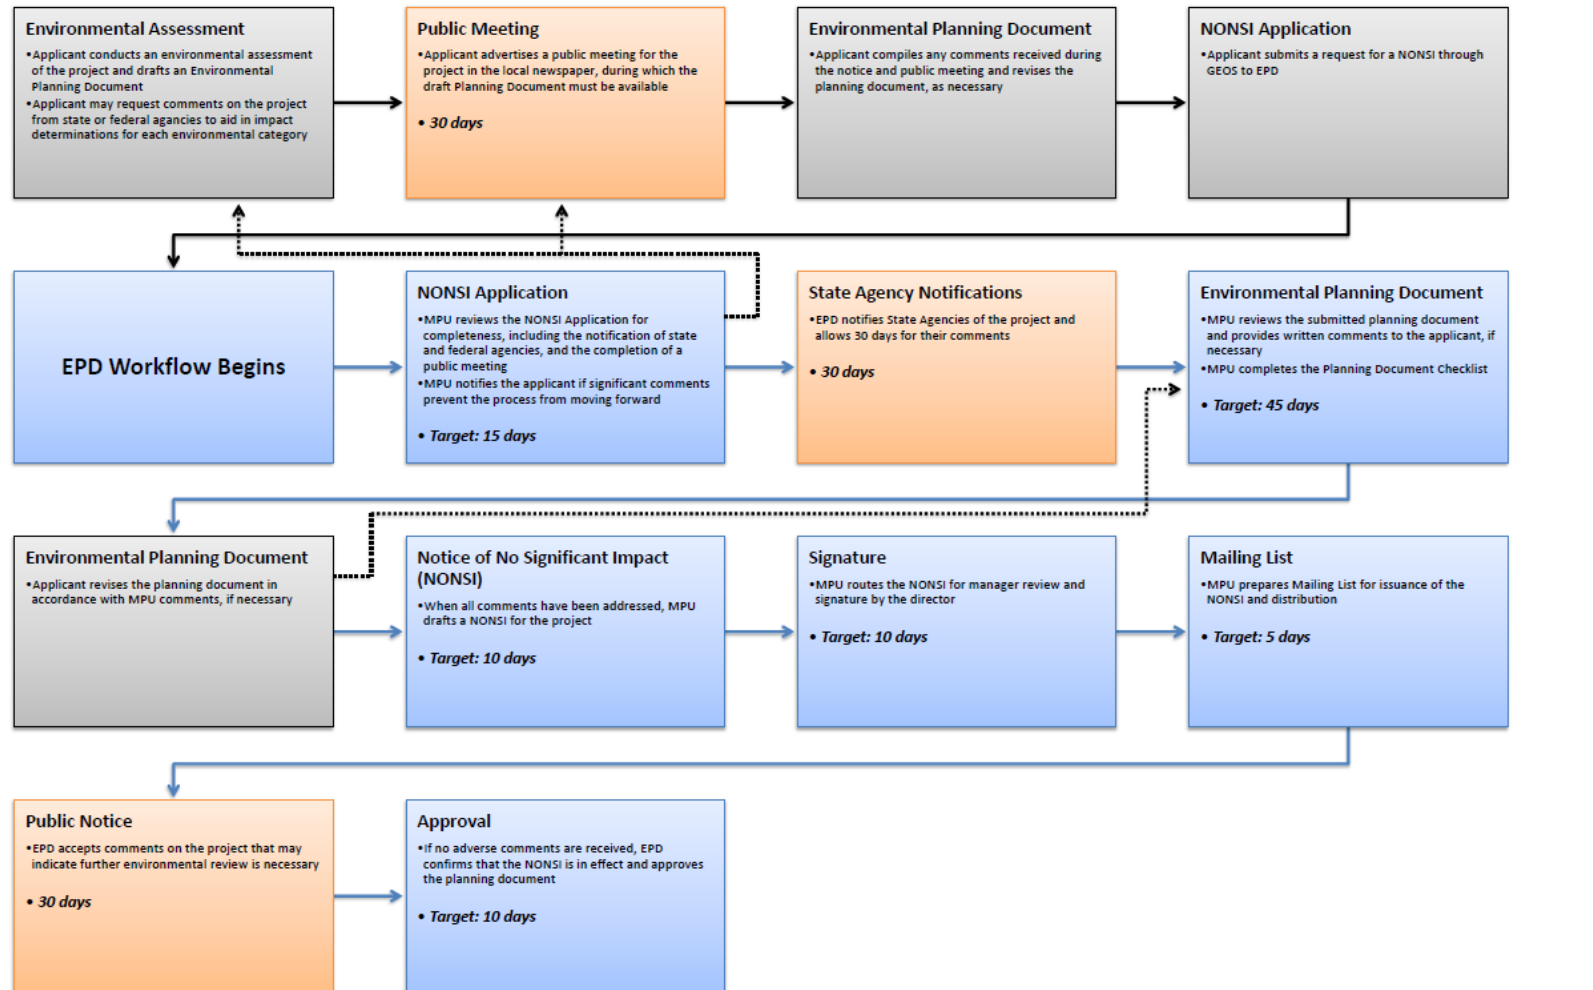 Environmental Assessment
•Applicant conducts an environmental assessment
of the project and drafts an Environmental
Planning Document
•Applicant may request comments on the project
from state or federal agancies to aid in impact
determinations for each environmental category
Public Meeting
•Applicant advertises a public meeting for the
project in the local newspaper, during which the
draft Planning Document must be available
• 30 days
Environmental Planning Document
•Applicant compiles any comments received during
the notice and public meeting and revises the
planning document, as necessary
NONSI Application
•Applicant submits a request for a NONSI through
GEOS to EPD
EPD Workflow Begins
NONSI Application
•MPU reviews the NONSI Application for
completeness, including the notification of state
and federal agencies, and the completion of a
public meeting
•MPU notifies the applicant if significant comments
prevent the process from moving forward
• Target: 15 days
State Agency Notifications
•EPD notifies State Agencies of the project and
allows 30 days for their comments
• 30 days
Environmental Planning Document
•MPU reviews the submitted planning document
and provides written comments to the applicant, if
necessary
•MPU completes the Planning Document Checklist
• Target: 45 days
Environmental Planning Document
•Applicant revises the planning document in
accordance with MPU comments, if necessary
Notice of No Significant Impact
(NONSI)
•When all comments have been addressed, MPU
drafts a NONSI for the project
• Target: 10 days
Signature
•MPU routes the NONSI for manager review and
signature by the director
• Target: 10 days
Mailing List
•MPU prepares Mailing List for issuance of the
NONSI and distribution
• Target: 5 days
Public Notice
•EPD accepts comments on the project that may
indicate further environmental review is necessary
• 30 days
Approval
•If no adverse comments are received, EPD
confirms that the NONSI is in effect and approves
the planning document
• Target: 10 days